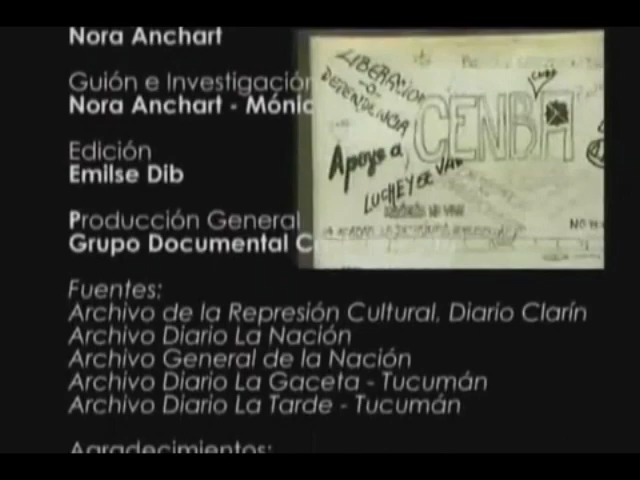 Nora Anchart
Guión e Investigación
Nora Anchart - Mónic
Edición
Emilse Dib
Producción General
Grupo Documental C
Fuentes:
Archivo de la Represión Cultural, Diario Clarín
Archivo Diario La Nación
Archivo General de la Nación
Archivo Diario La Gaceta - Tucumán
Archivo Diario La Tarde - Tucumán
Agradecimientos:
LIBERACION
O
DEPENDENCIA
CENBA
Apoye a
LUCHE Y SE VAN